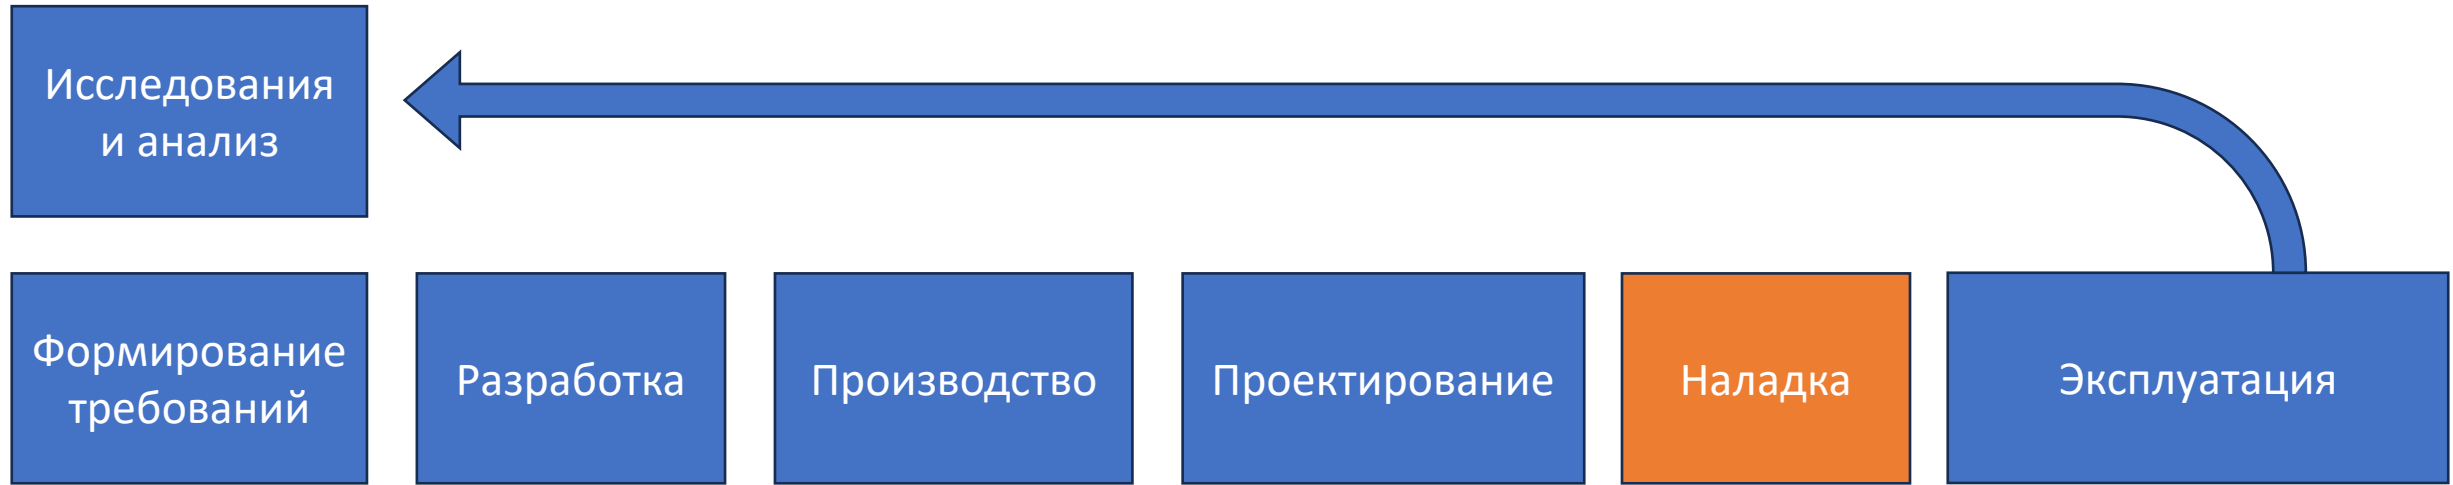 Исследования
и анализ
Формирование
требований
Разработка
Производство
Проектирование
Наладка
Эксплуатация